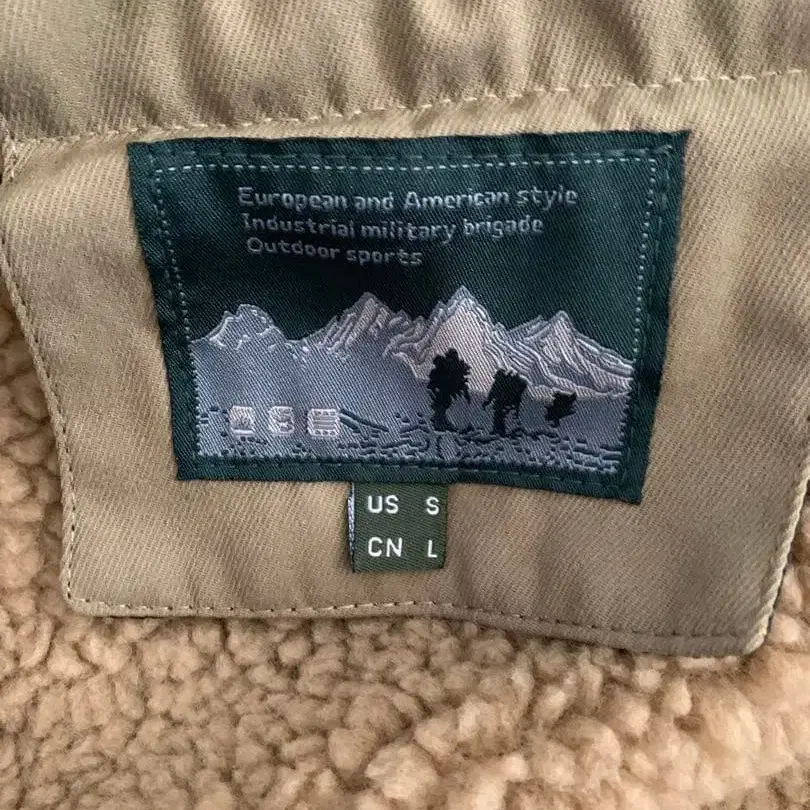 European and American style
Industrial military brigade
Outdoor sports
US S
CN L